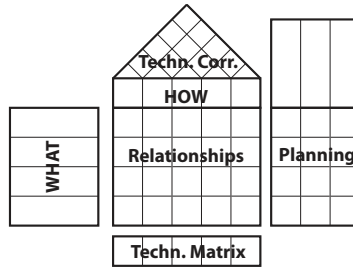 Techn. Corr.
HOW
WHAT
Relationships
Planning
Techn. Matrix